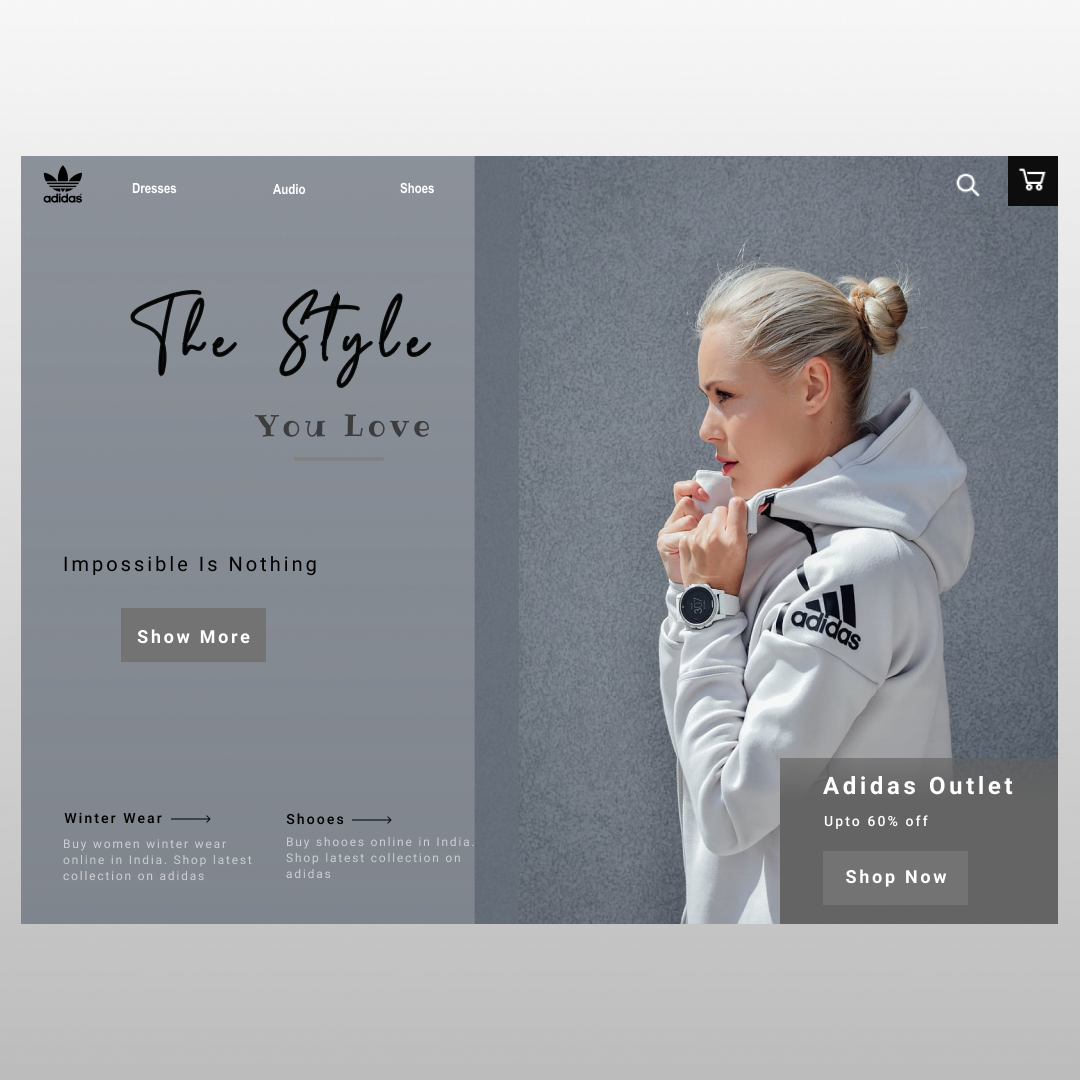 adidas
Dresses
Audio
Shoes
The Style
You Love
Impossible Is Nothing
Show More
Winter Wear
Buy women winter wear
online in India. Shop latest
collection on adidas
Shooes
Buy shooes online in India.
Shop latest collection on
adidas
307
adidas
Adidas Outlet
Upto 60% off
Shop Now